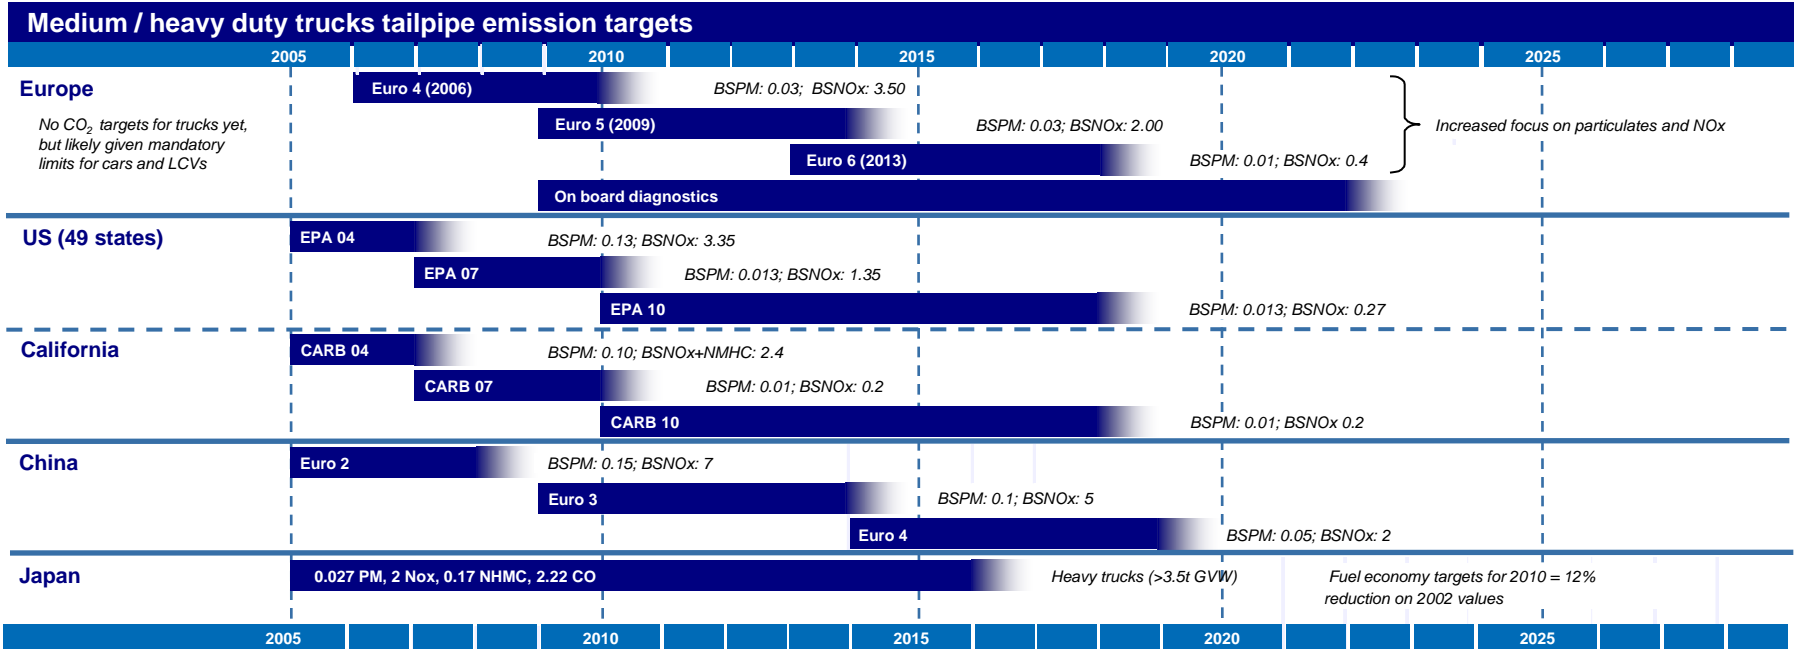 Medium / heavy duty trucks tailpipe emission targets
2005 2010 2015 2020 2025
Europe
No CO2 targets for trucks yet,
but likely given mandatory
limits for cars and LCVs
Euro 4 (2006) BSPM: 0.03; BSNOx: 3.50
Euro 5 (2009) BSPM: 0.03; BSNOx: 2.00
Increased focus on particulates and NOx
Euro 6 (2013) BSPM: 0.01; BSNOx: 0.4
On board diagnostics
US (49 states)
EPA 04 BSPM: 0.13; BSNOx: 3.35
EPA 07 BSPM: 0.013; BSNOx: 1.35
EPA 10 BSPM: 0.013; BSNOx: 0.27
California
CARB 04 BSPM: 0.10; BSNOx+NMHC: 2.4
CARB 07 BSPM: 0.01; BSNOx: 0.2
CARB 10 BSPM: 0.01; BSNOx 0.2
China
Euro 2 BSPM: 0.15; BSNOx: 7
Euro 3 BSPM: 0.1; BSNOx: 5
Euro 4 BSPM: 0.05; BSNOx: 2
Japan
0.027 PM, 2 Nox, 0.17 NHMC, 2.22 CO
Heavy trucks (>3.5t GVW)
Fuel economy targets for 2010 = 12%
reduction on 2002 values
2005 2010 2015 2020 2025